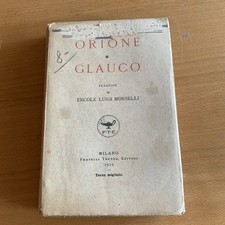 8-
ORIONE
GLAUCO
TRAGEDIE
DI
ERCOLE LUIGI MORSELLI
F·T·E
MILANO
FRATELLI TREVES, EDITORI
Terzo migliaio.